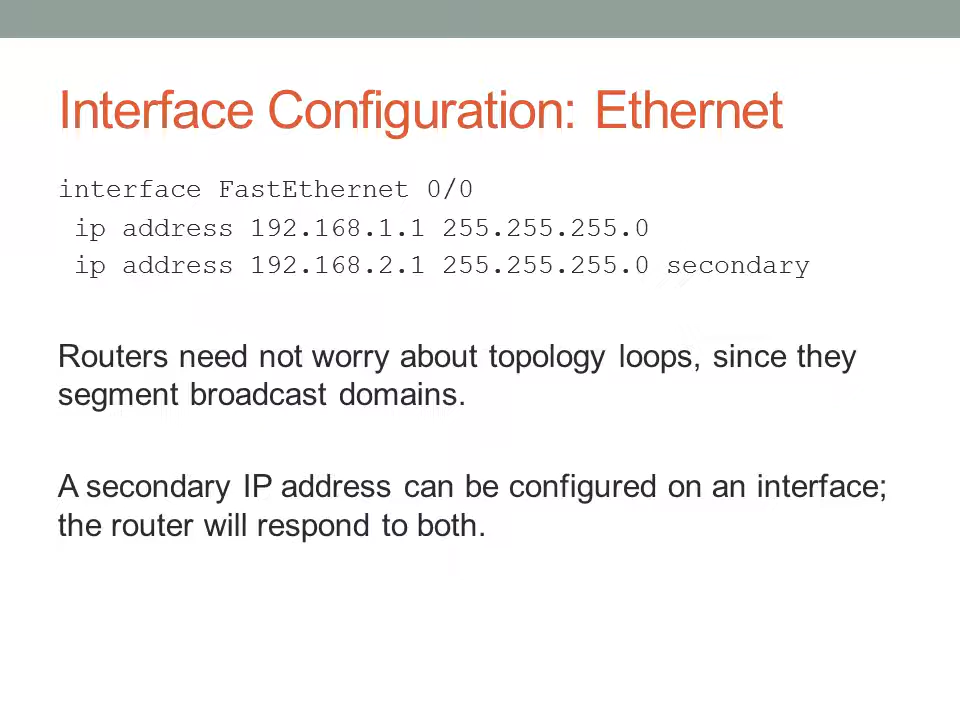 Interface Configuration: Ethernet
interface FastEthernet 0/0
ip address 192.168.1.1 255.255.255.0
ip address 192.168.2.1 255.255.255.0 secondary
Routers need not worry about topology loops, since they
segment broadcast domains.
A secondary IP address can be configured on an interface;
the router will respond to both.